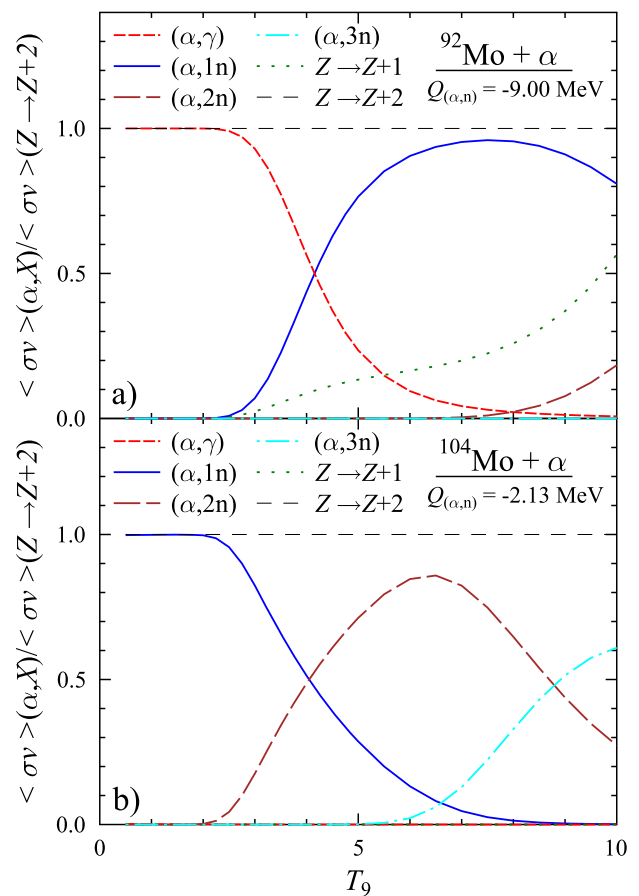 (α,γ) (α,3n)
(α,1n) Z →Z+1
(α,2n) Z →Z+2
⁹²Mo + α
Q(α,n) = -9.00 MeV
< σv >(α,X)/< σv >(Z →Z+2)
1.0
0.5
0.0
a)
(α,γ) (α,3n)
(α,1n) Z →Z+1
(α,2n) Z →Z+2
¹⁰⁴Mo + α
Q(α,n) = -2.13 MeV
< σv >(α,X)/< σv >(Z →Z+2)
1.0
0.5
0.0
b)
0 5 10
T₉